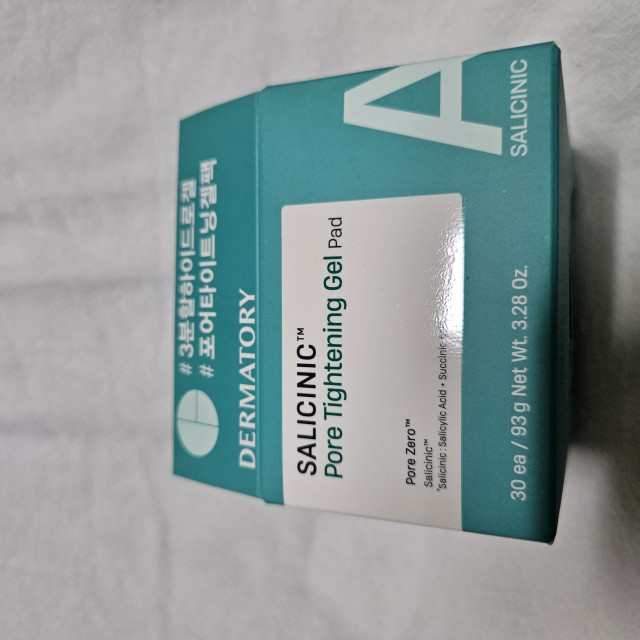 #3분할하이드로겔
#포어타이트닝겔팩
DERMATORY
SALICINIC™
Pore Tightening Gel Pad
Pore Zero™
Salicinic™
*Salicinic : Salicylic Acid + Succinic
A
SALICINIC
30 ea / 93g Net Wt. 3.28 Oz.